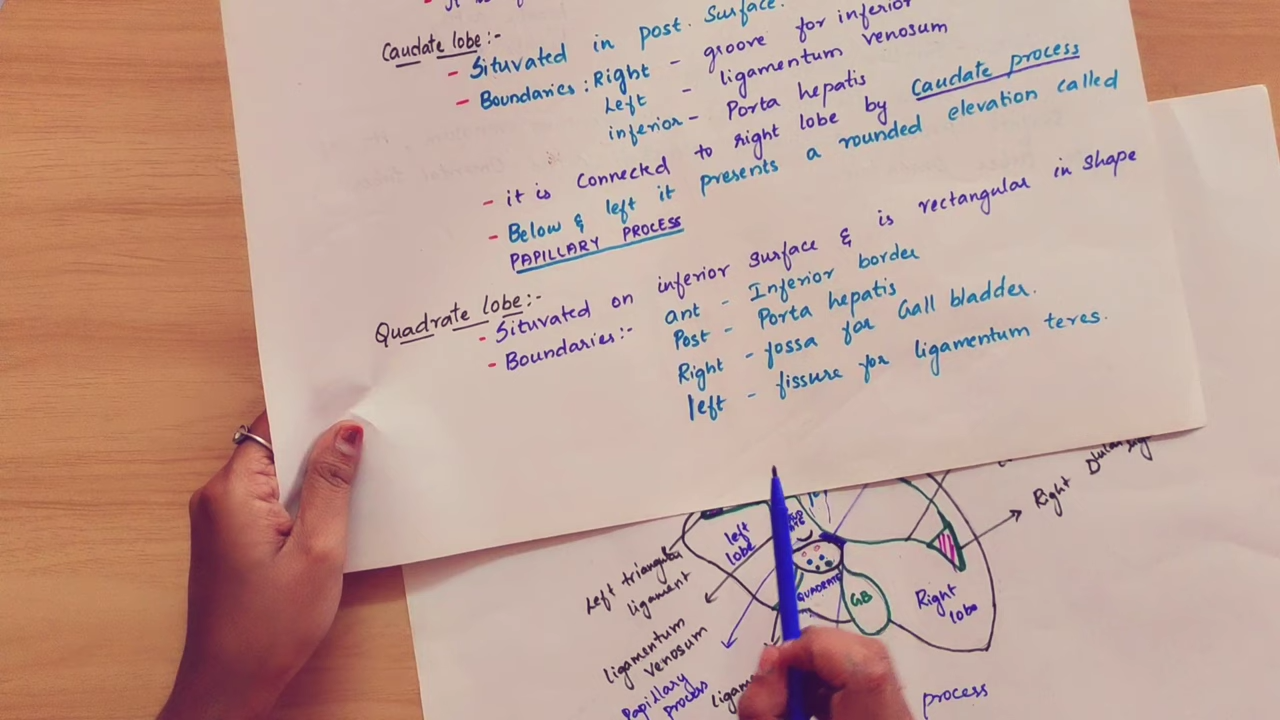 Caudate lobe:-
- Situvated in post. Surface.
- Boundaries: Right - groove for inferior
Left - ligamentum venosum
inferior - Porta hepatis
- it is Connected to right lobe by Caudate process
- Below & left it presents a rounded elevation called
PAPILLARY PROCESS
Quadrate lobe:-
- Situvated on inferior Surface & is rectangular in shape
- Boundaries:- ant - Inferior border
Post - Porta hepatis
Right - fossa for Gall bladder.
left - fissure for ligamentum teres.
left
lobe
QUADRATE
GB
Right
lobe
Right
Left triangular
ligament
ligamentum
venosum
Papillary
process
process